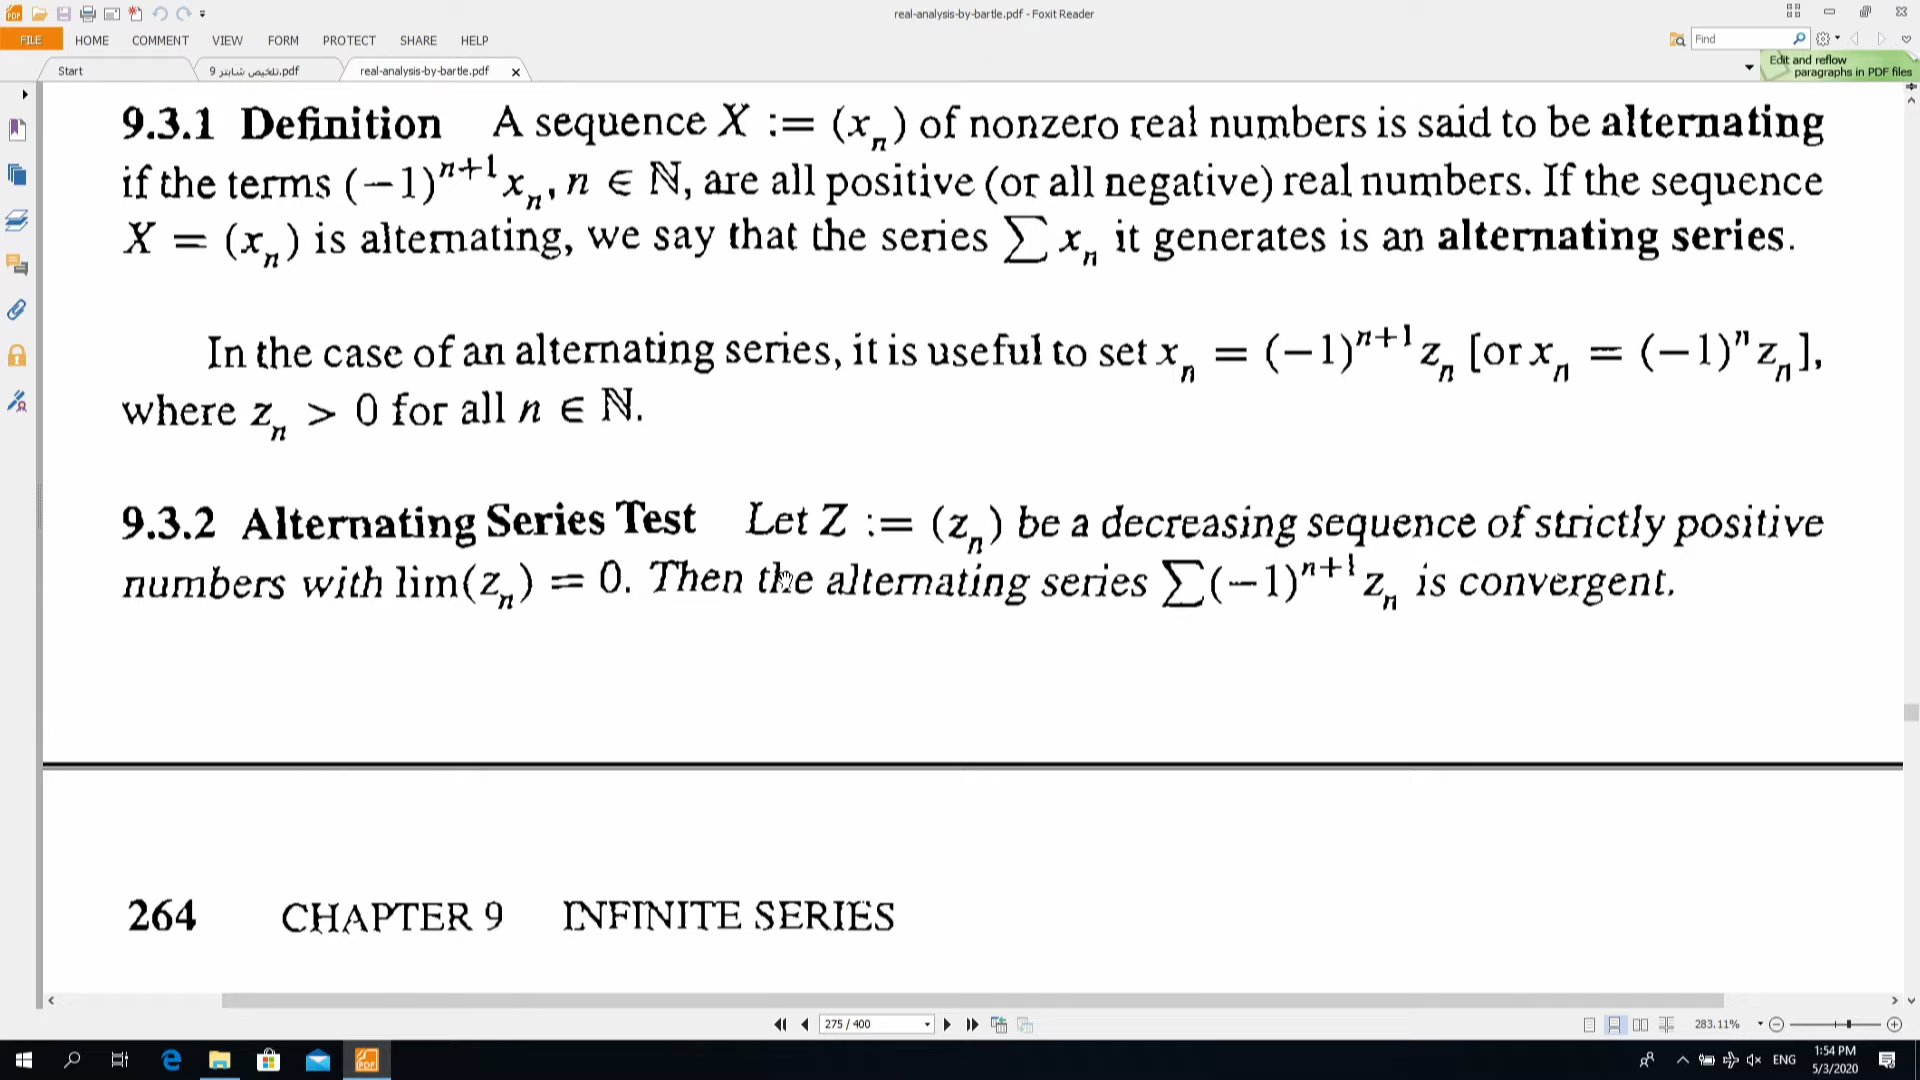 real-analysis-by-bartle.pdf - Foxit Reader
FILE HOME COMMENT VIEW FORM PROTECT SHARE HELP
Find
Start
تلخيص شابتر 9.pdf
real-analysis-by-bartle.pdf
Edit and reflow
paragraphs in PDF files
9.3.1 Definition A sequence X := (xₙ) of nonzero real numbers is said to be alternating
if the terms (−1)ⁿ⁺¹xₙ, n ∈ ℕ, are all positive (or all negative) real numbers. If the sequence
X = (xₙ) is alternating, we say that the series ∑ xₙ it generates is an alternating series.
In the case of an alternating series, it is useful to set xₙ = (−1)ⁿ⁺¹zₙ [or xₙ = (−1)ⁿzₙ],
where zₙ > 0 for all n ∈ ℕ.
9.3.2 Alternating Series Test Let Z := (zₙ) be a decreasing sequence of strictly positive
numbers with lim(zₙ) = 0. Then the alternating series ∑(−1)ⁿ⁺¹zₙ is convergent.
264 CHAPTER 9 INFINITE SERIES
275 / 400
283.11%
ENG
1:54 PM
5/3/2020